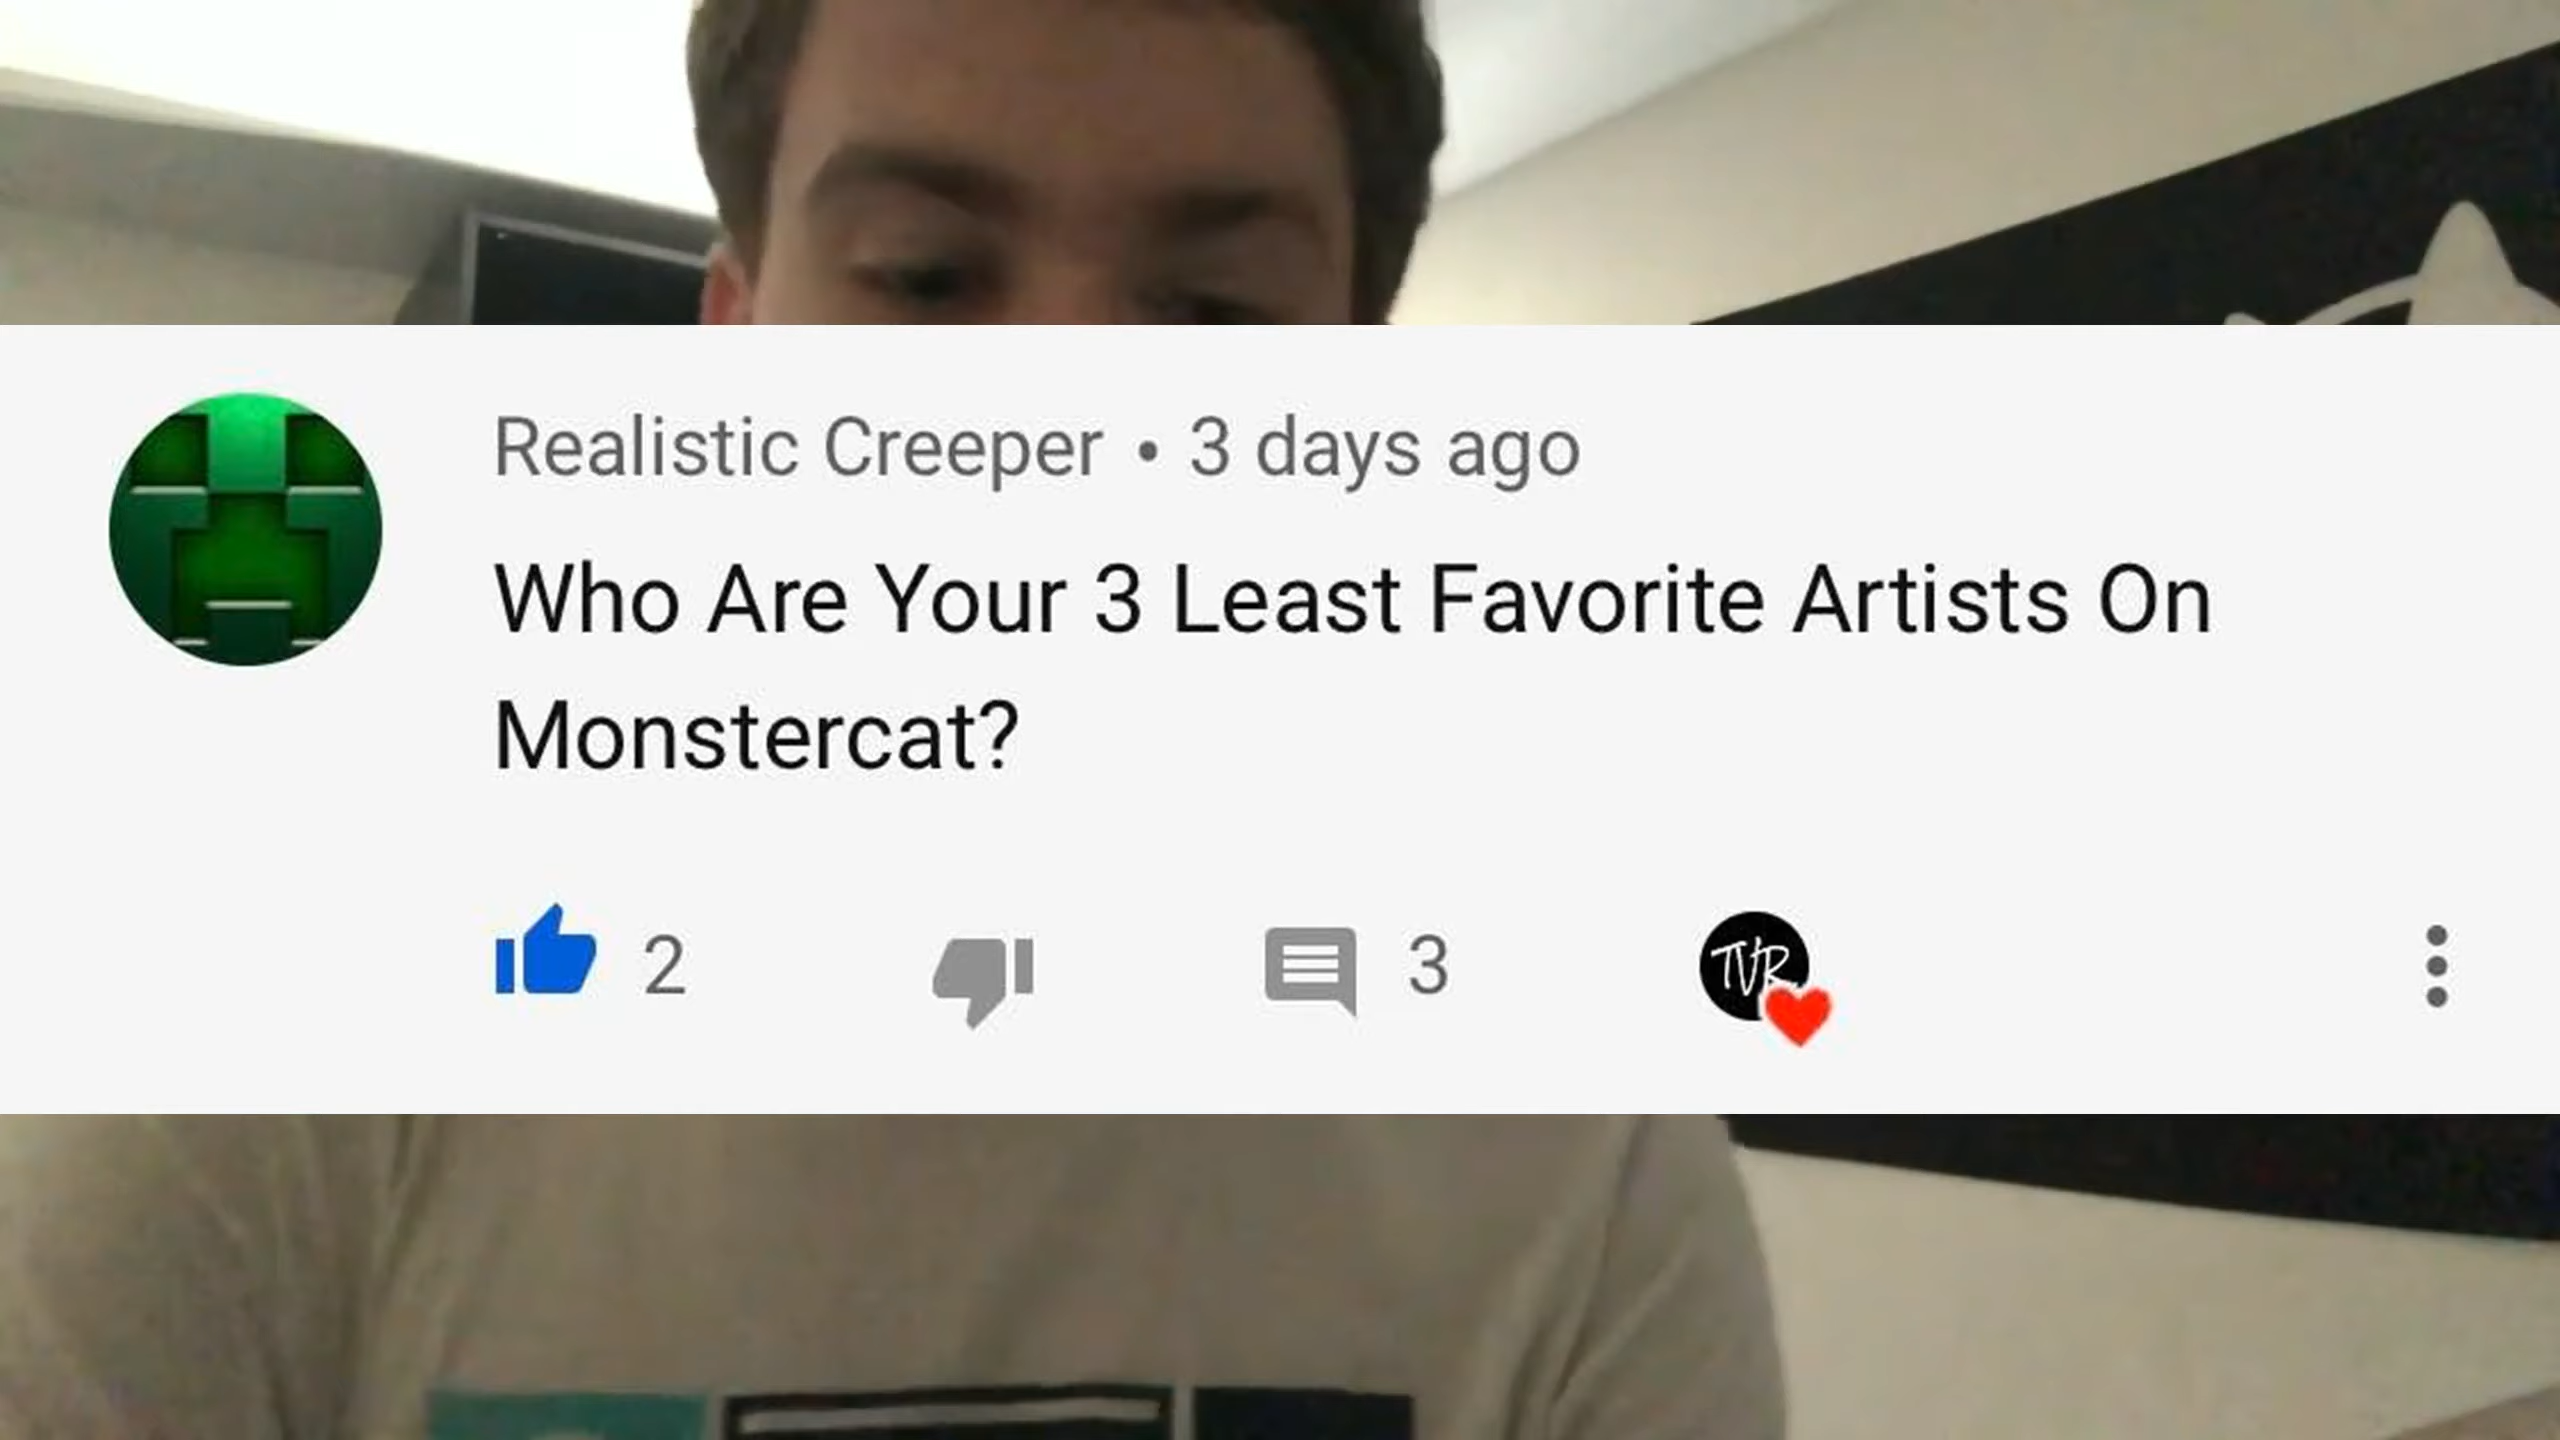 Realistic Creeper • 3 days ago
Who Are Your 3 Least Favorite Artists On
Monstercat?
2
3
TVR